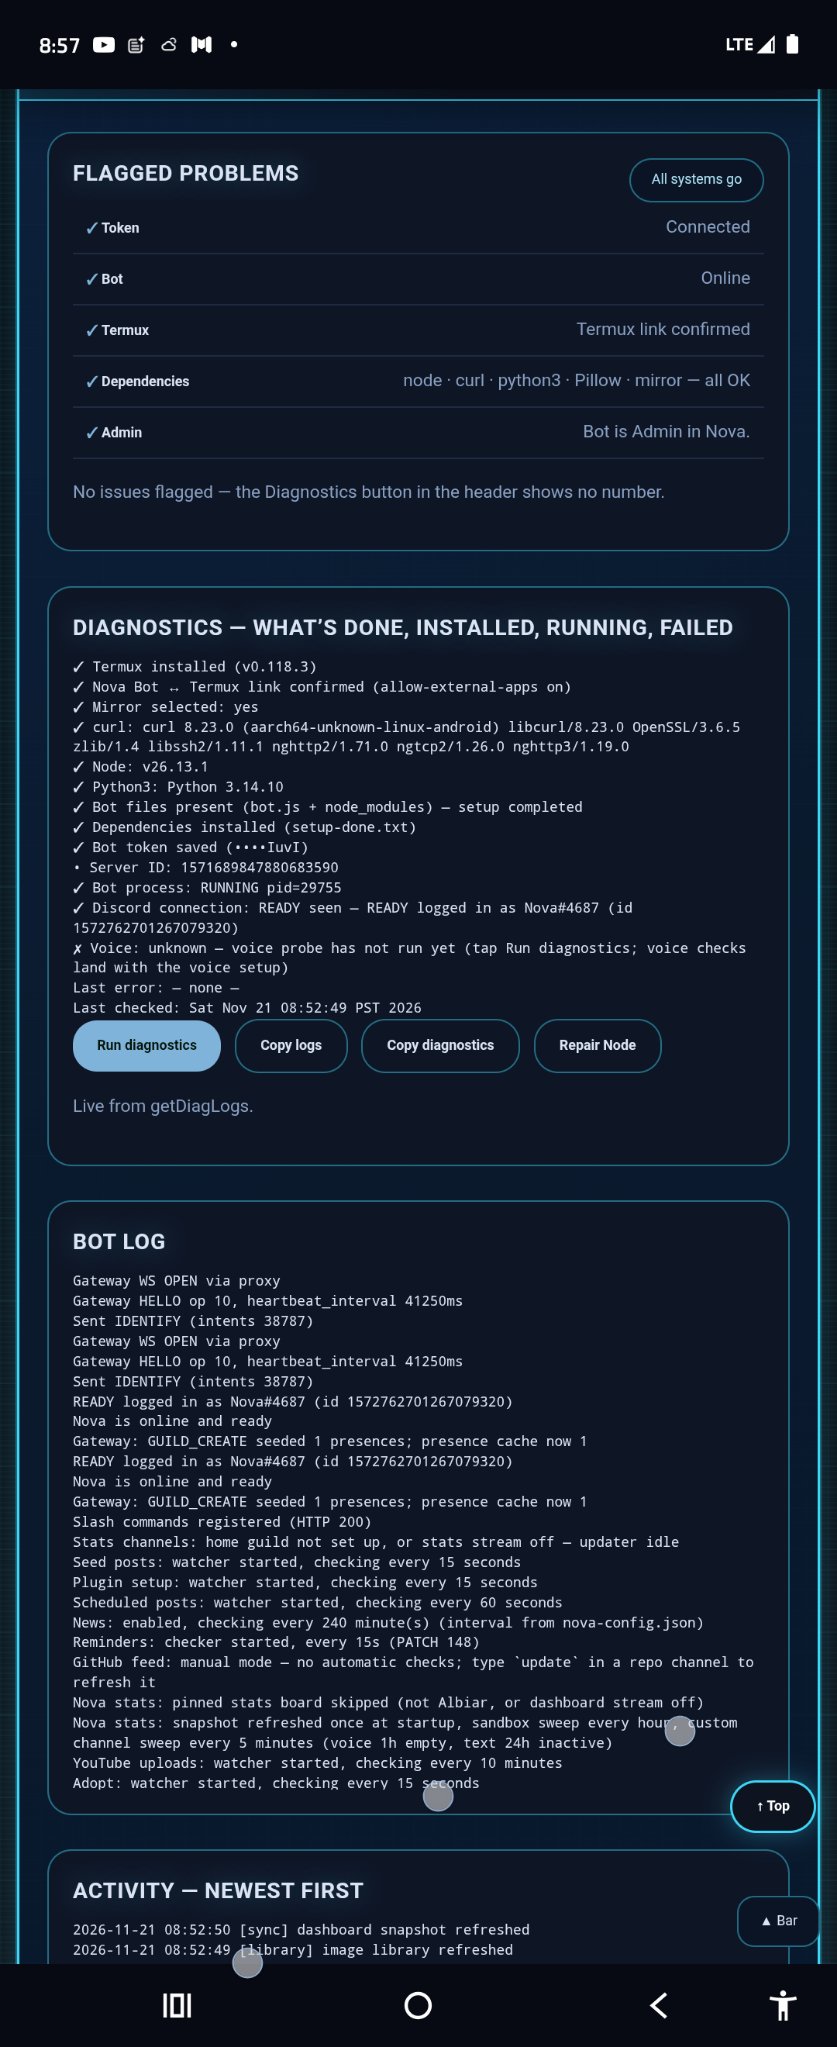 8:57
LTE
FLAGGED PROBLEMS
All systems go
✓ Token Connected
✓ Bot Online
✓ Termux Termux link confirmed
✓ Dependencies node · curl · python3 · Pillow · mirror — all OK
✓ Admin Bot is Admin in Nova.
No issues flagged — the Diagnostics button in the header shows no number.
DIAGNOSTICS — WHAT’S DONE, INSTALLED, RUNNING, FAILED
✓ Termux installed (v0.118.3)
✓ Nova Bot ↔ Termux link confirmed (allow-external-apps on)
✓ Mirror selected: yes
✓ curl: curl 8.23.0 (aarch64-unknown-linux-android) libcurl/8.23.0 OpenSSL/3.6.5
zlib/1.4 libssh2/1.11.1 nghttp2/1.71.0 ngtcp2/1.26.0 nghttp3/1.19.0
✓ Node: v26.13.1
✓ Python3: Python 3.14.10
✓ Bot files present (bot.js + node_modules) — setup completed
✓ Dependencies installed (setup-done.txt)
✓ Bot token saved (••••IuvI)
• Server ID: 1571689847880683590
✓ Bot process: RUNNING pid=29755
✓ Discord connection: READY seen — READY logged in as Nova#4687 (id
1572762701267079320)
✗ Voice: unknown — voice probe has not run yet (tap Run diagnostics; voice checks
land with the voice setup)
Last error: — none —
Last checked: Sat Nov 21 08:52:49 PST 2026
Run diagnostics
Copy logs
Copy diagnostics
Repair Node
Live from getDiagLogs.
BOT LOG
Gateway WS OPEN via proxy
Gateway HELLO op 10, heartbeat_interval 41250ms
Sent IDENTIFY (intents 38787)
Gateway WS OPEN via proxy
Gateway HELLO op 10, heartbeat_interval 41250ms
Sent IDENTIFY (intents 38787)
READY logged in as Nova#4687 (id 1572762701267079320)
Nova is online and ready
Gateway: GUILD_CREATE seeded 1 presences; presence cache now 1
READY logged in as Nova#4687 (id 1572762701267079320)
Nova is online and ready
Gateway: GUILD_CREATE seeded 1 presences; presence cache now 1
Slash commands registered (HTTP 200)
Stats channels: home guild not set up, or stats stream off — updater idle
Seed posts: watcher started, checking every 15 seconds
Plugin setup: watcher started, checking every 15 seconds
Scheduled posts: watcher started, checking every 60 seconds
News: enabled, checking every 240 minute(s) (interval from nova-config.json)
Reminders: checker started, every 15s (PATCH 148)
GitHub feed: manual mode — no automatic checks; type `update` in a repo channel to
refresh it
Nova stats: pinned stats board skipped (not Albiar, or dashboard stream off)
Nova stats: snapshot refreshed once at startup, sandbox sweep every hour, custom
channel sweep every 5 minutes (voice 1h empty, text 24h inactive)
YouTube uploads: watcher started, checking every 10 minutes
Adopt: watcher started, checking every 15 seconds
↑ Top
ACTIVITY — NEWEST FIRST
▲ Bar
2026-11-21 08:52:50 [sync] dashboard snapshot refreshed
2026-11-21 08:52:49 [library] image library refreshed